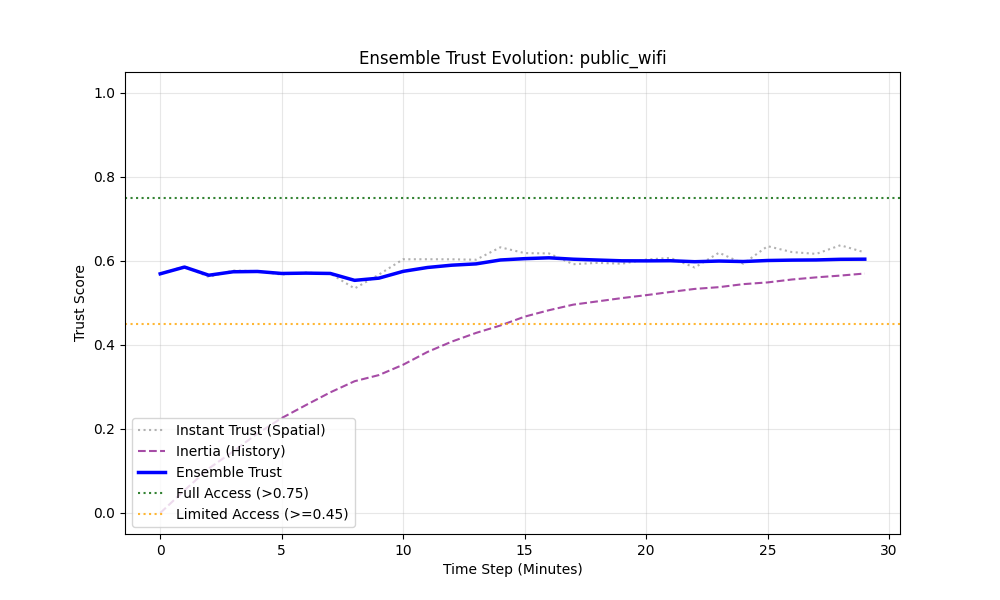 Ensemble Trust Evolution: public_wifi
Trust Score
1.0
0.8
0.6
0.4
0.2
0.0
Instant Trust (Spatial)
Inertia (History)
Ensemble Trust
Full Access (>0.75)
Limited Access (>=0.45)
0 5 10 15 20 25 30
Time Step (Minutes)